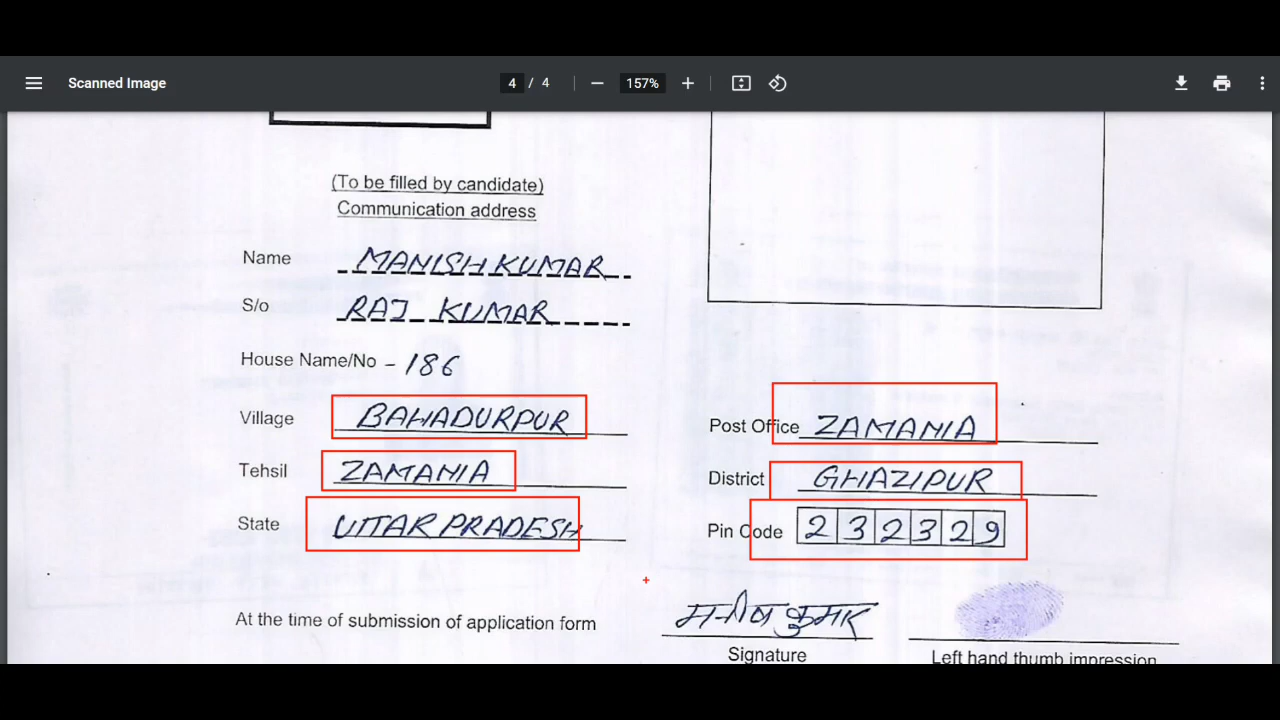 Scanned Image
4 / 4
157%
(To be filled by candidate)
Communication address
Name MANISH KUMAR
S/o RAJ KUMAR
House Name/No - 186
Village BAHADURPUR
Post Office ZAMANIA
Tehsil ZAMANIA
District GHAZIPUR
State UTTAR PRADESH
Pin Code 232329
At the time of submission of application form
मनीष कुमार
Signature
Left hand thumb impression